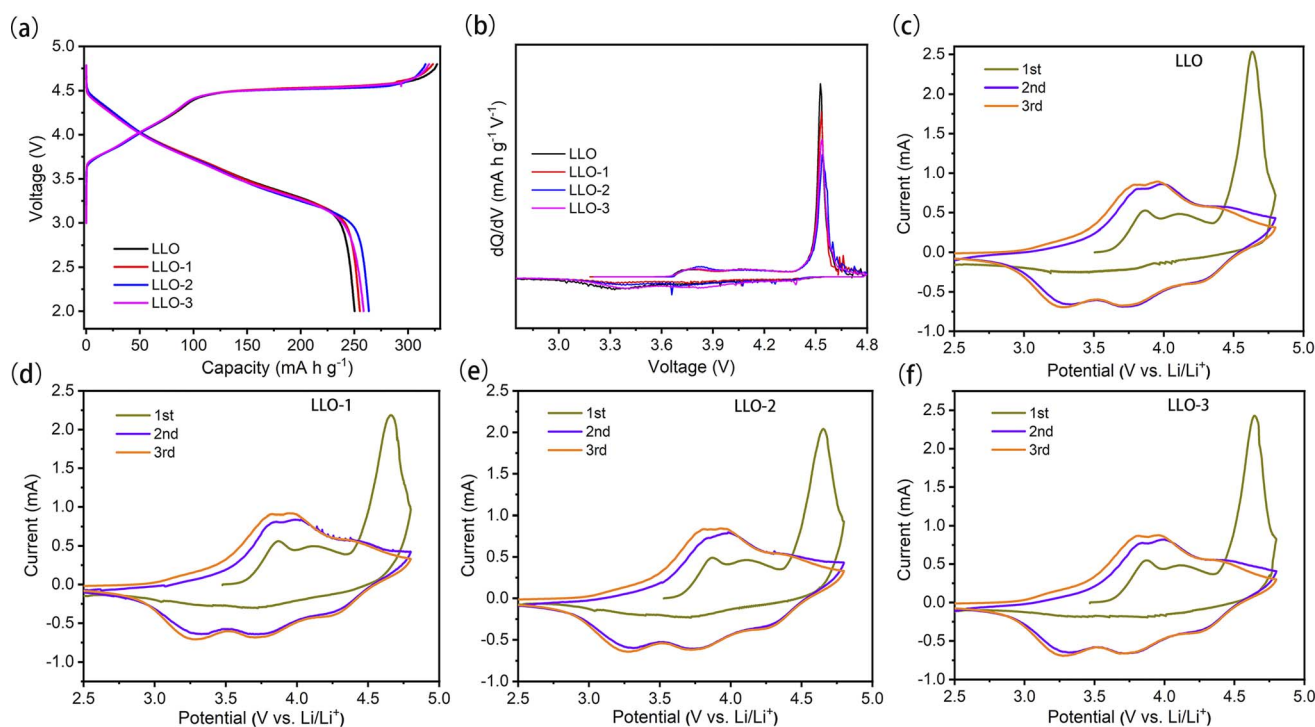 (a)
5.0
4.5
4.0
3.5
3.0
2.5
2.0
Voltage (V)
LLO
LLO-1
LLO-2
LLO-3
0 50 100 150 200 250 300
Capacity (mA h g⁻¹)
(b)
dQ/dV (mA h g⁻¹ V⁻¹)
LLO
LLO-1
LLO-2
LLO-3
3.0 3.3 3.6 3.9 4.2 4.5 4.8
Voltage (V)
(c)
LLO
2.5
2.0
1.5
1.0
0.5
0.0
-0.5
-1.0
Current (mA)
1st
2nd
3rd
2.5 3.0 3.5 4.0 4.5 5.0
Potential (V vs. Li/Li⁺)
(d)
LLO-1
2.5
2.0
1.5
1.0
0.5
0.0
-0.5
-1.0
Current (mA)
1st
2nd
3rd
2.5 3.0 3.5 4.0 4.5 5.0
Potential (V vs. Li/Li⁺)
(e)
LLO-2
2.5
2.0
1.5
1.0
0.5
0.0
-0.5
-1.0
Current (mA)
1st
2nd
3rd
2.5 3.0 3.5 4.0 4.5 5.0
Potential (V vs. Li/Li⁺)
(f)
LLO-3
2.5
2.0
1.5
1.0
0.5
0.0
-0.5
-1.0
Current (mA)
1st
2nd
3rd
2.5 3.0 3.5 4.0 4.5 5.0
Potential (V vs. Li/Li⁺)